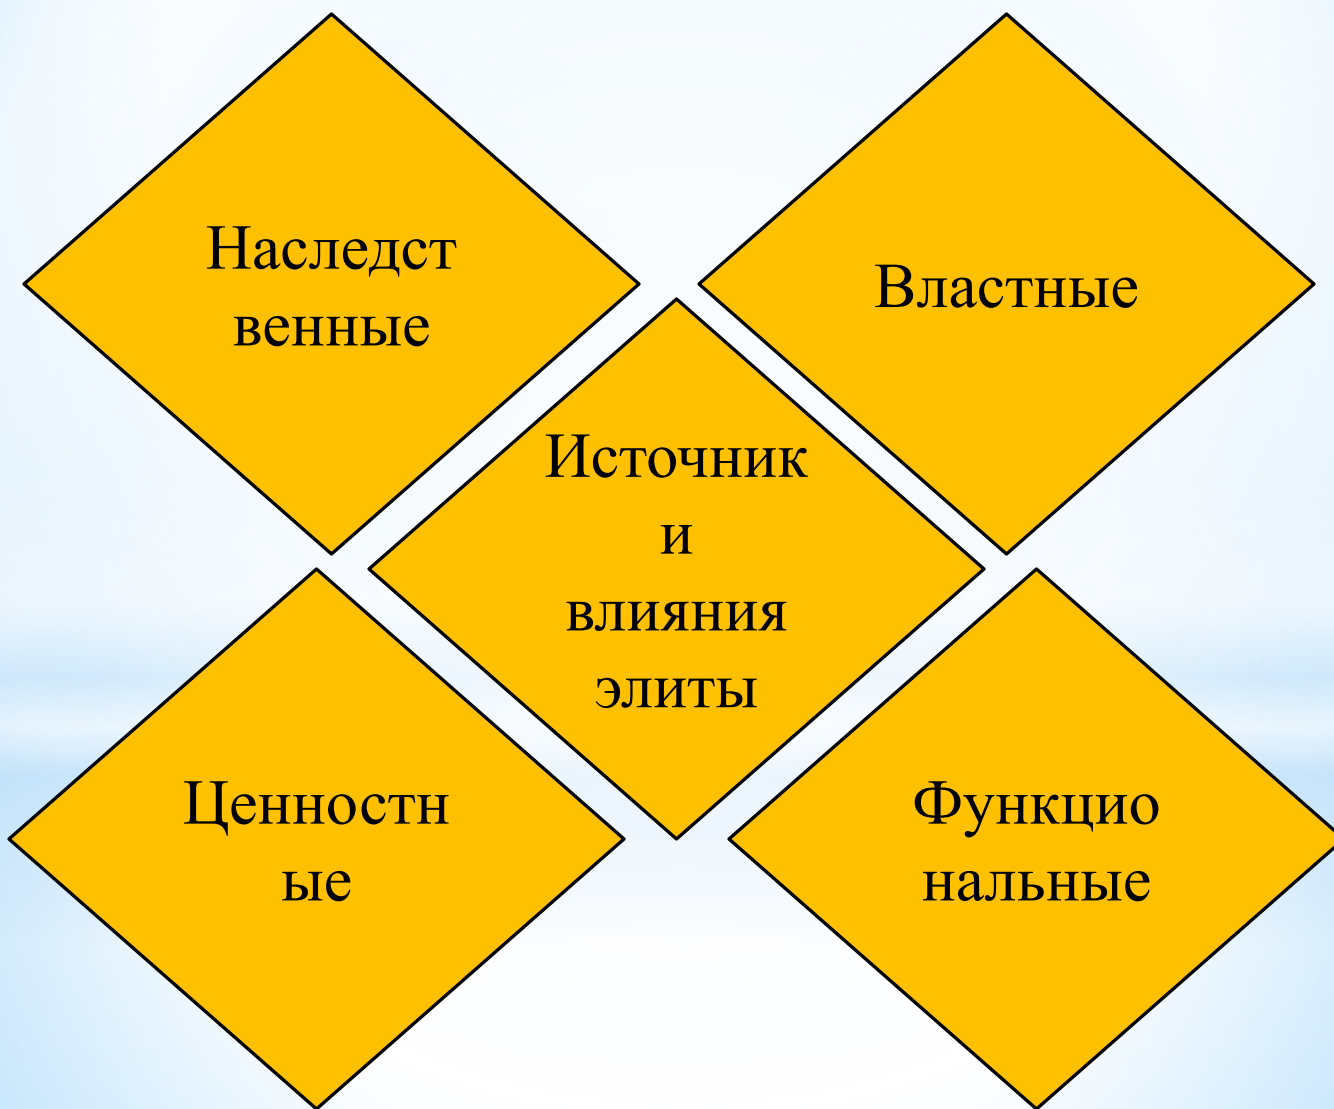 Наследст
венные
Властные
Источник
и
влияния
элиты
Ценностн
ые
Функцио
нальные